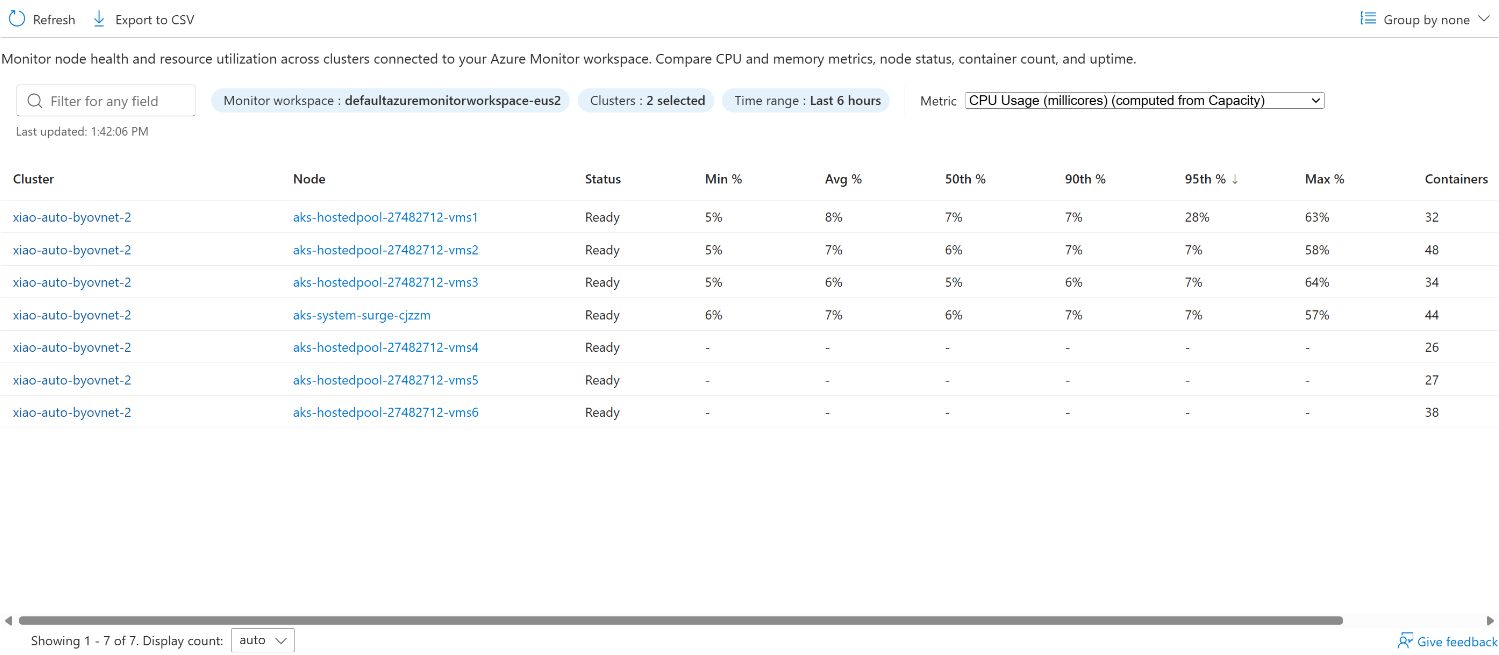 Refresh Export to CSV Group by none
Monitor node health and resource utilization across clusters connected to your Azure Monitor workspace. Compare CPU and memory metrics, node status, container count, and uptime.
Filter for any field Monitor workspace : defaultazuremonitorworkspace-eus2 Clusters : 2 selected Time range : Last 6 hours Metric CPU Usage (millicores) (computed from Capacity)
Last updated: 1:42:06 PM
Cluster Node Status Min % Avg % 50th % 90th % 95th % ↓ Max % Containers
xiao-auto-byovnet-2 aks-hostedpool-27482712-vms1 Ready 5% 8% 7% 7% 28% 63% 32
xiao-auto-byovnet-2 aks-hostedpool-27482712-vms2 Ready 5% 7% 6% 7% 7% 58% 48
xiao-auto-byovnet-2 aks-hostedpool-27482712-vms3 Ready 5% 6% 5% 6% 7% 64% 34
xiao-auto-byovnet-2 aks-system-surge-cjzzm Ready 6% 7% 6% 7% 7% 57% 44
xiao-auto-byovnet-2 aks-hostedpool-27482712-vms4 Ready - - - - - - 26
xiao-auto-byovnet-2 aks-hostedpool-27482712-vms5 Ready - - - - - - 27
xiao-auto-byovnet-2 aks-hostedpool-27482712-vms6 Ready - - - - - - 38
Showing 1 - 7 of 7. Display count: auto Give feedback